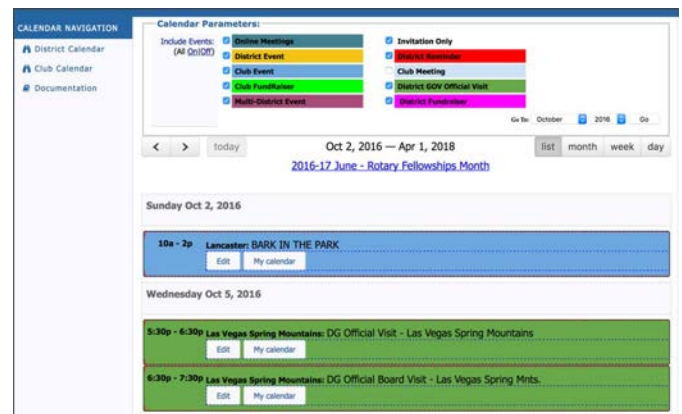 CALENDAR NAVIGATION
District Calendar
Club Calendar
Documentation
Calendar Parameters:
Include Events:
(All On|Off)
Online Meetings
Invitation Only
District Event
District Reminder
Club Event
Club Meeting
Club FundRaiser
District GOV Official Visit
Multi-District Event
District Fundraiser
Go To: October 2016 Go
< > today Oct 2, 2016 — Apr 1, 2018 list month week day
2016-17 June - Rotary Fellowships Month
Sunday Oct 2, 2016
10a - 2p Lancaster: BARK IN THE PARK
Edit My calendar
Wednesday Oct 5, 2016
5:30p - 6:30p Las Vegas Spring Mountains: DG Official Visit - Las Vegas Spring Mountains
Edit My calendar
6:30p - 7:30p Las Vegas Spring Mountains: DG Official Board Visit - Las Vegas Spring Mnts.
Edit My calendar